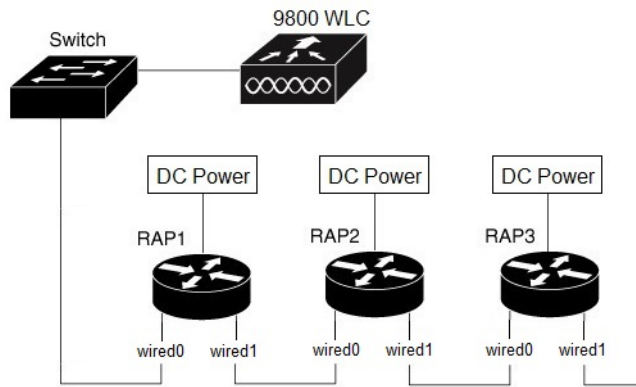 9800 WLC
Switch
DC Power
DC Power
DC Power
RAP1
RAP2
RAP3
wired0
wired1
wired0
wired1
wired0
wired1